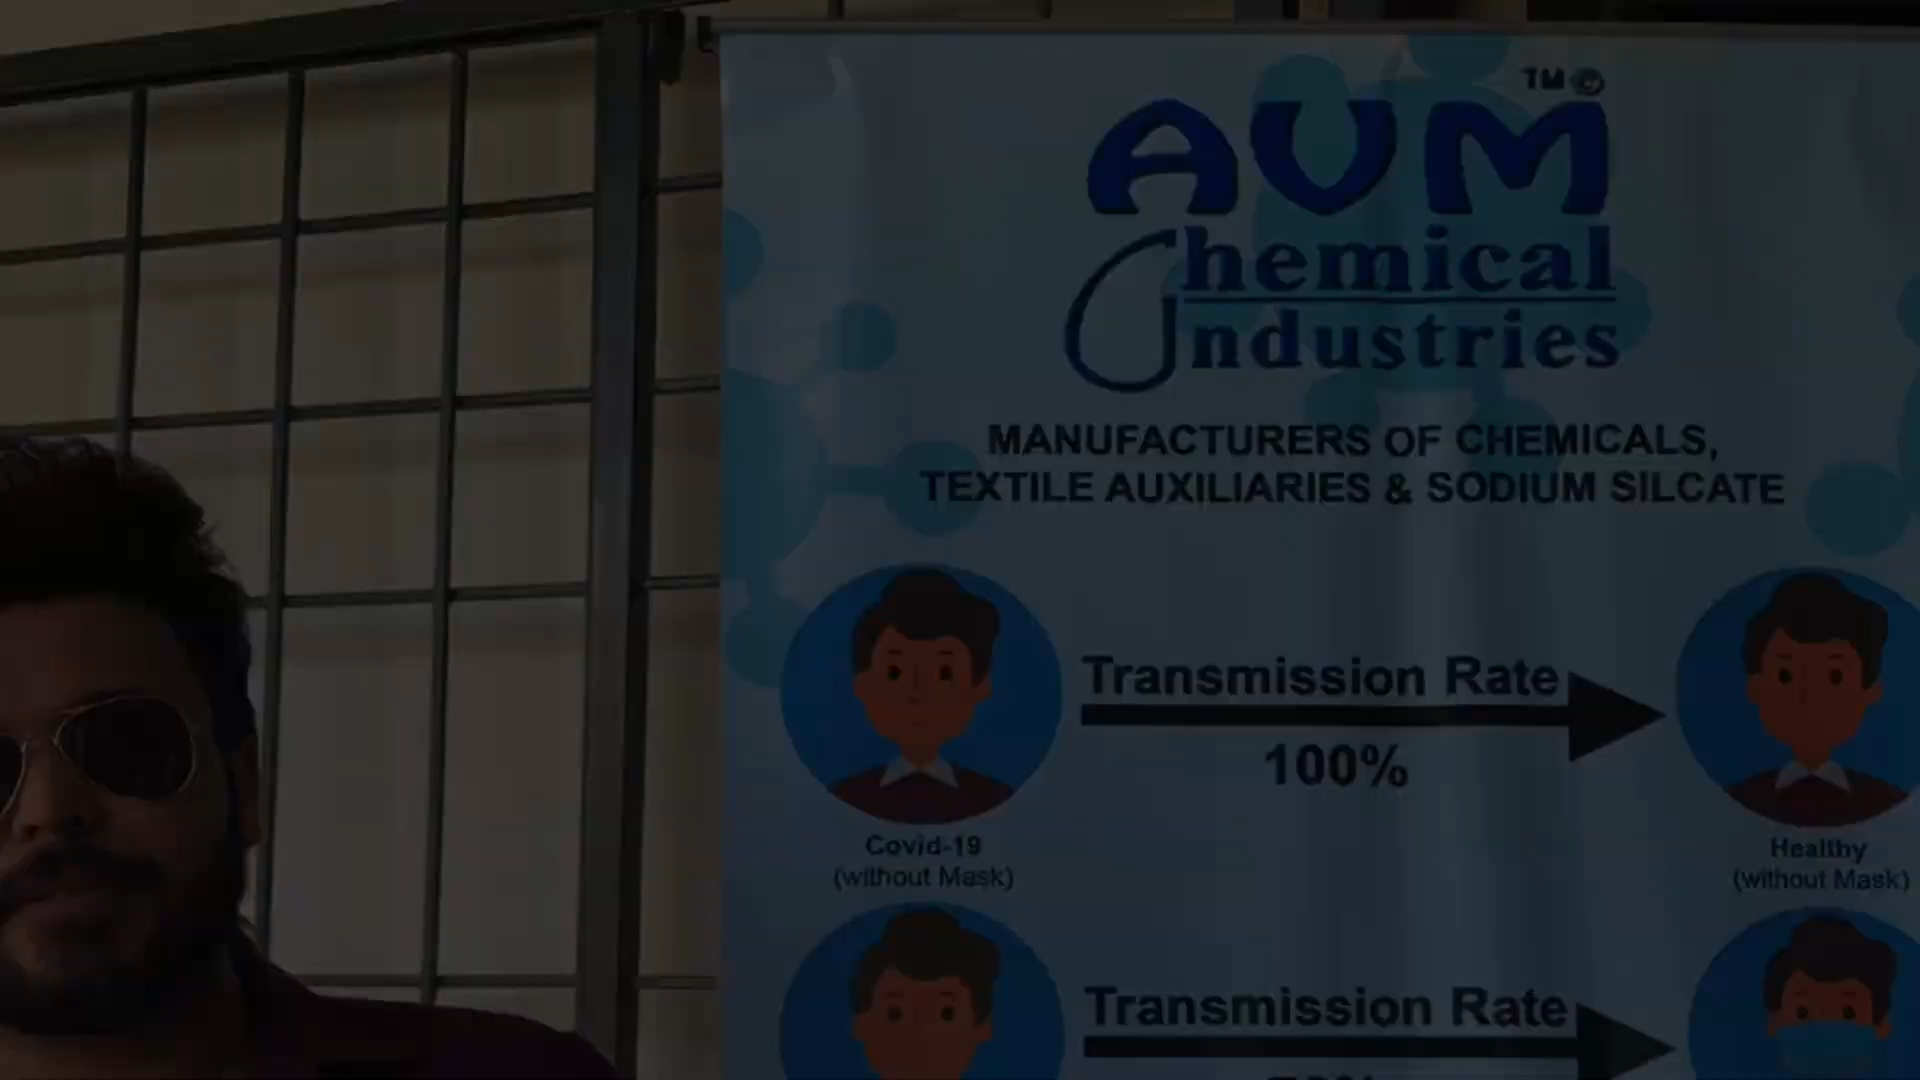 TM ©
AVM
Chemical
Industries
MANUFACTURERS OF CHEMICALS,
TEXTILE AUXILIARIES & SODIUM SILCATE
Transmission Rate
100%
Covid-19
(without Mask)
Healthy
(without Mask)
Transmission Rate